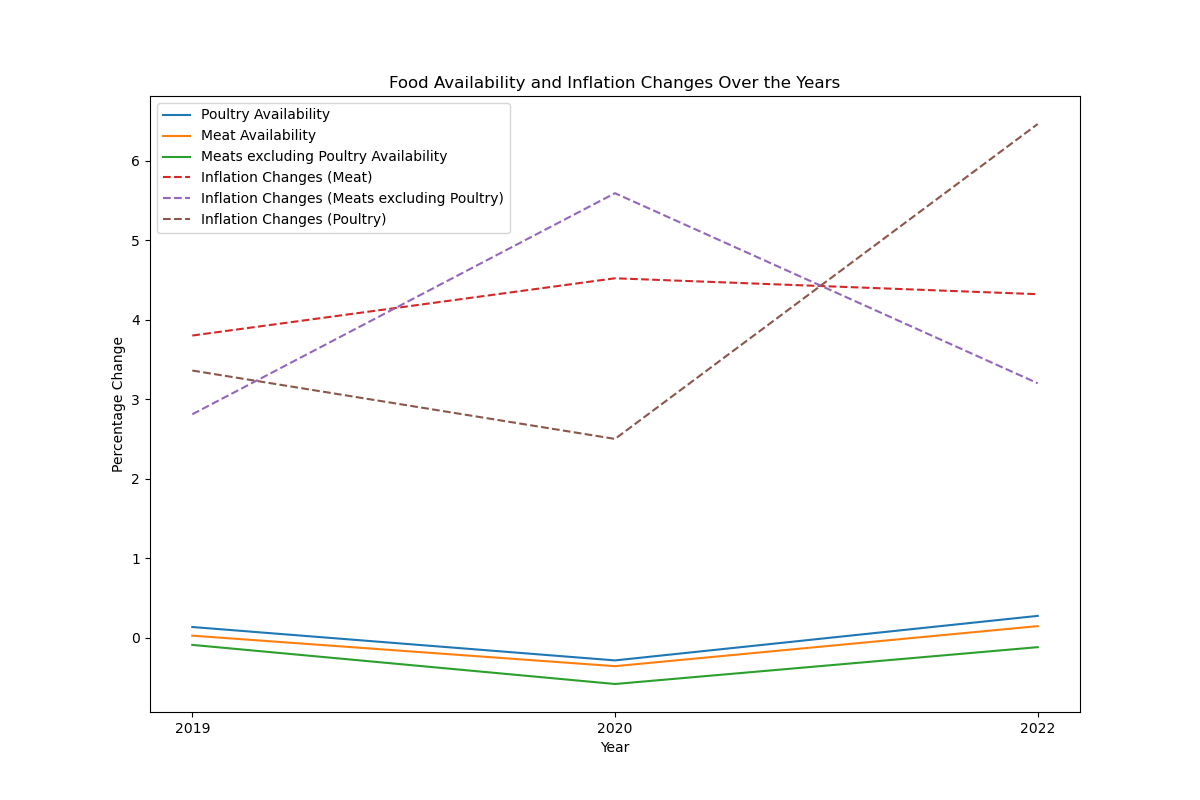 Food Availability and Inflation Changes Over the Years
Poultry Availability
Meat Availability
Meats excluding Poultry Availability
Inflation Changes (Meat)
Inflation Changes (Meats excluding Poultry)
Inflation Changes (Poultry)
Percentage Change
6
5
4
3
2
1
0
2019
2020
2022
Year